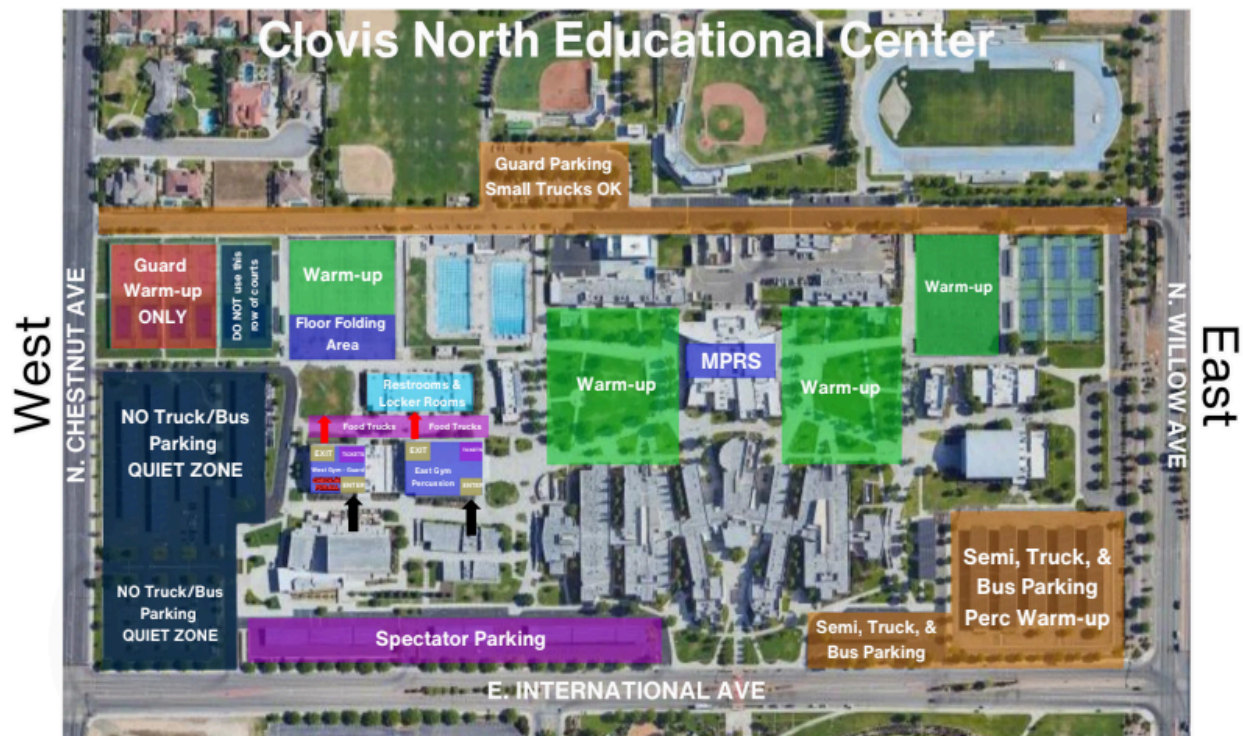 Clovis North Educational Center
Guard Parking
Small Trucks OK
Guard
Warm-up
ONLY
DO NOT use this
row of courts
Warm-up
Floor Folding
Area
Warm-up
Warm-up
MPRS
Warm-up
West
N. CHESTNUT AVE
N. WILLOW AVE
East
NO Truck/Bus
Parking
QUIET ZONE
Restrooms &
Locker Rooms
Food Trucks
Food Trucks
EXIT
TICKETS
West Gym - Guard
ENTER
EXIT
TICKETS
East Gym
Percussion
ENTER
NO Truck/Bus
Parking
QUIET ZONE
Spectator Parking
Semi, Truck, &
Bus Parking
Semi, Truck, &
Bus Parking
Perc Warm-up
E. INTERNATIONAL AVE